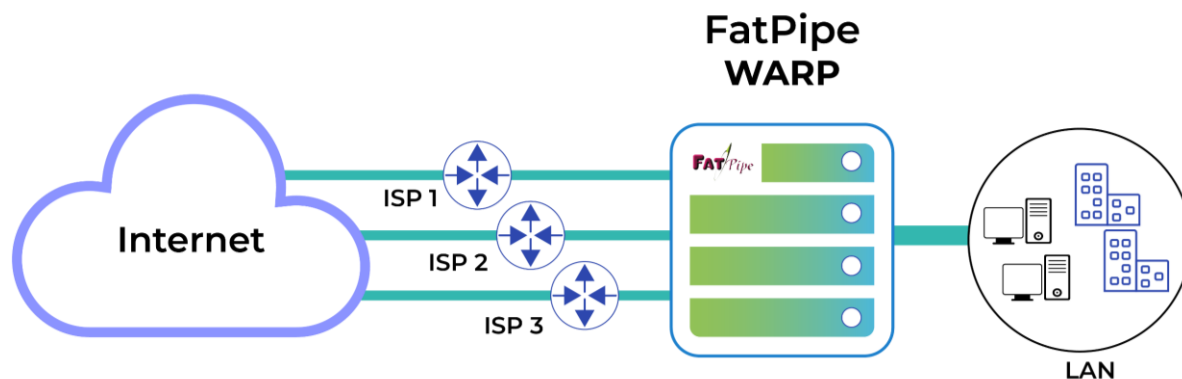 FatPipe
WARP
FATPipe
ISP 1
Internet
ISP 2
ISP 3
LAN